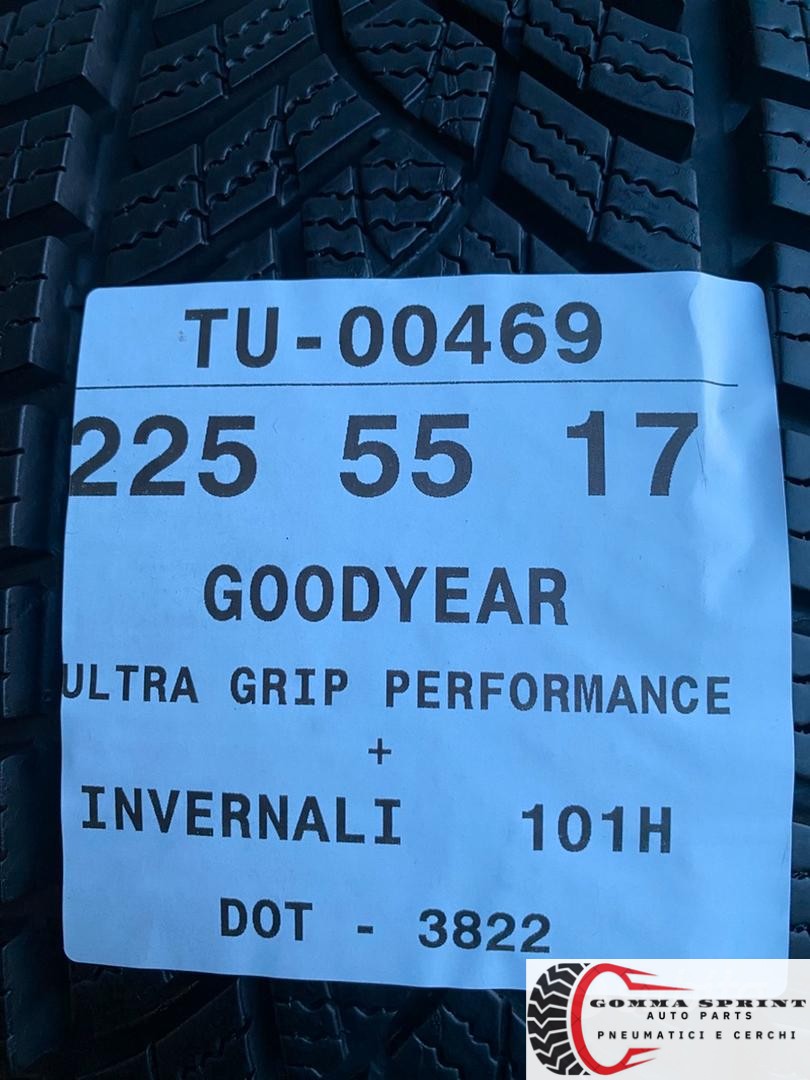 TU-00469
225 55 17
GOODYEAR
ULTRA GRIP PERFORMANCE
+
INVERNALI 101H
DOT - 3822
GOMMA SPRINT
AUTO PARTS
PNEUMATICI E CERCHI